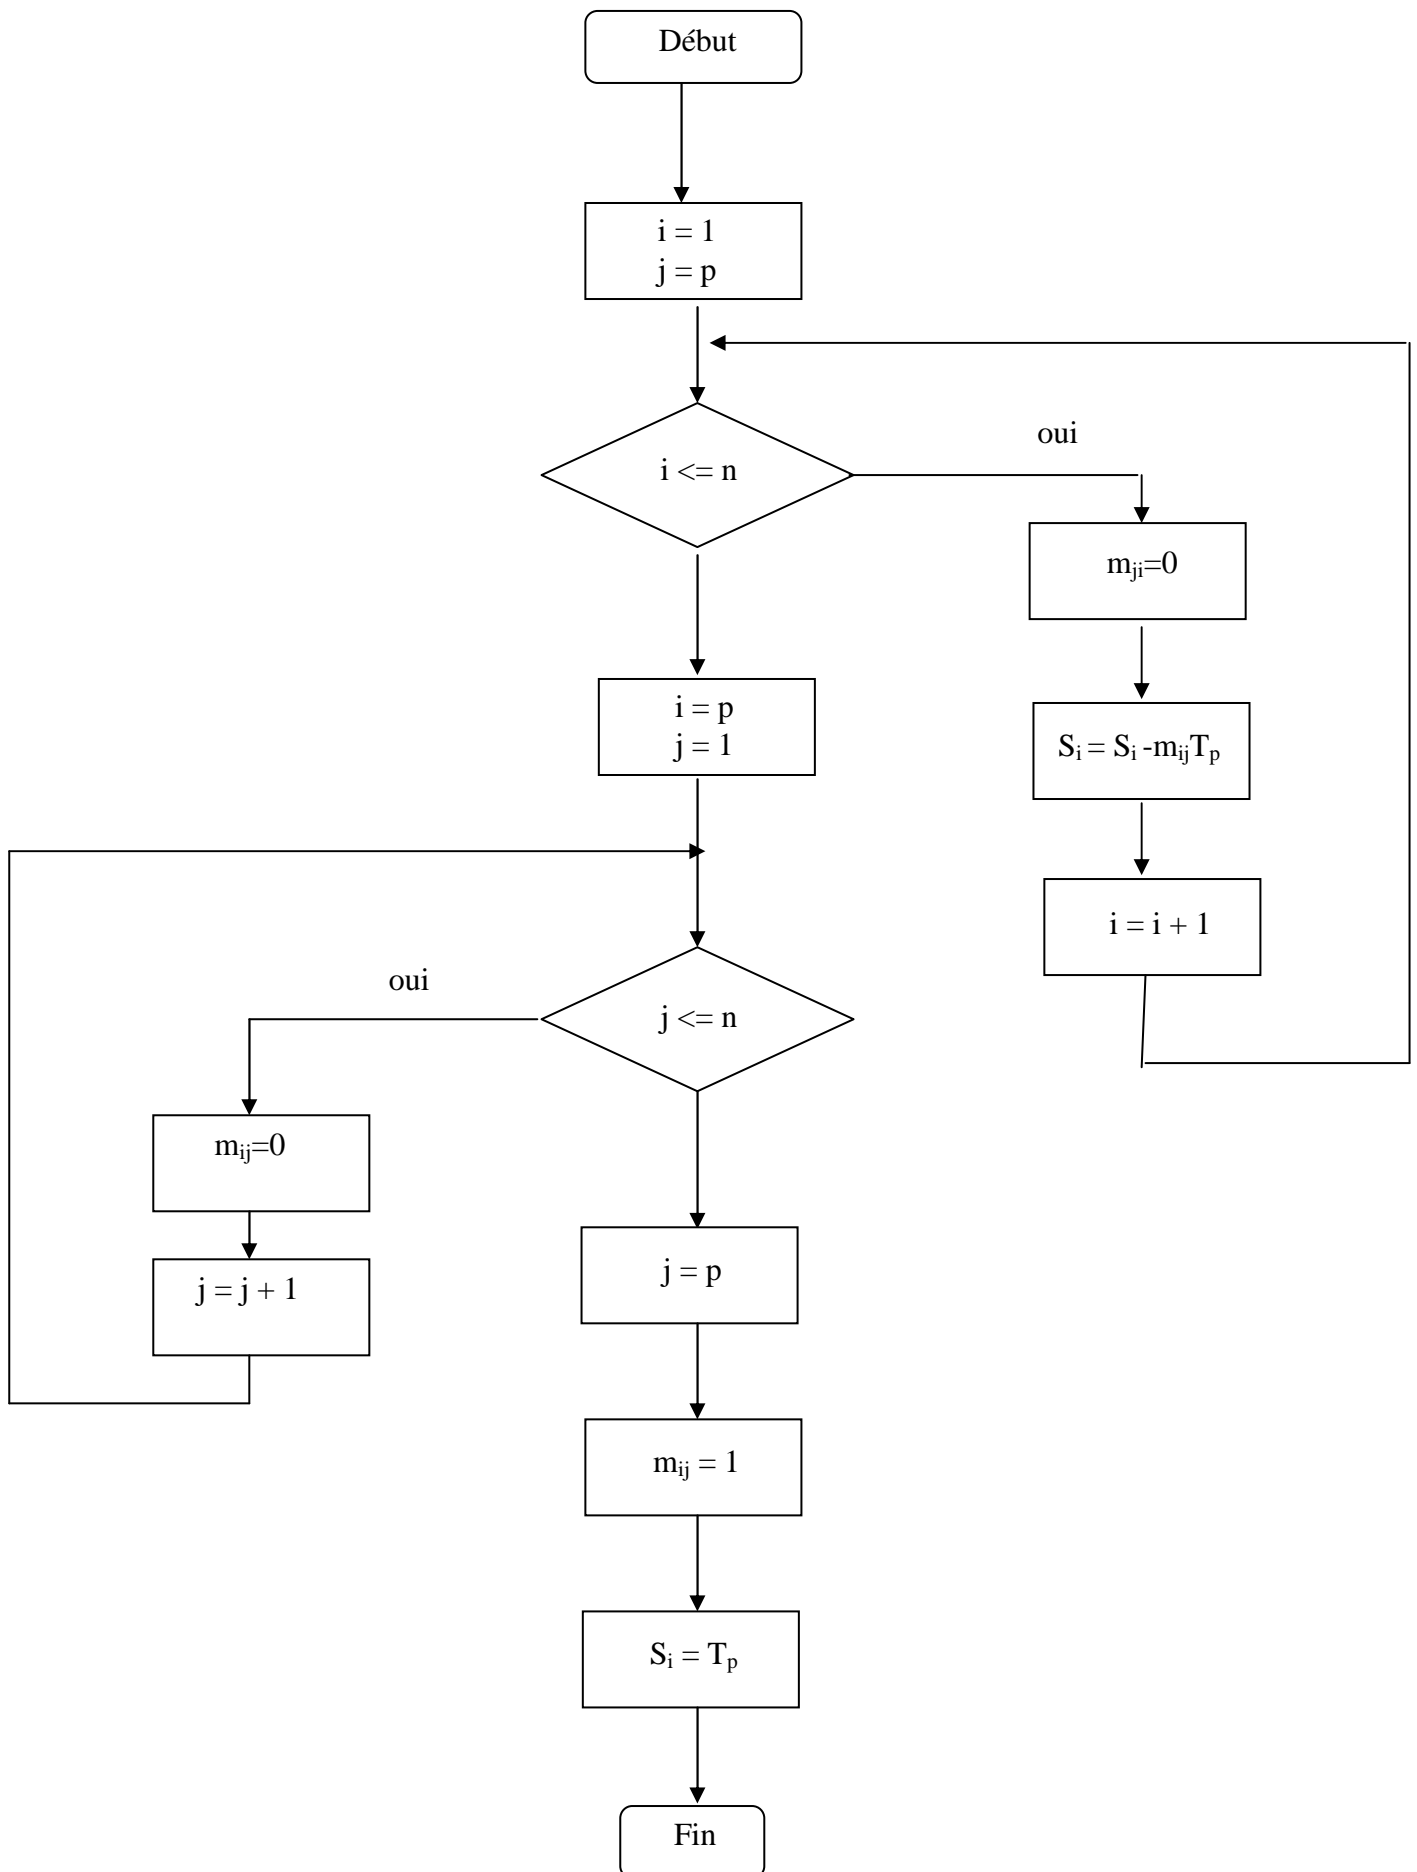 Début
i = 1
j = p
i <= n
oui
m_ji=0
S_i = S_i -m_ijT_p
i = i + 1
i = p
j = 1
j <= n
oui
m_ij=0
j = j + 1
j = p
m_ij = 1
S_i = T_p
Fin